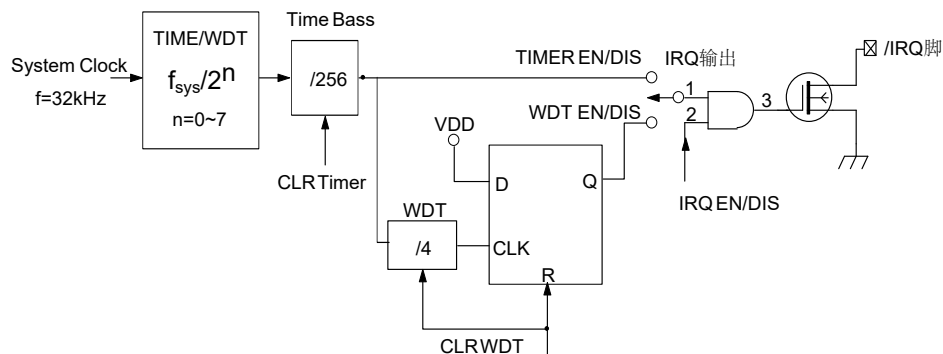 Time Bass
TIME/WDT
System Clock
f=32kHz
fsys/2ⁿ
n=0~7
/256
CLR Timer
TIMER EN/DIS
WDT EN/DIS
IRQ输出
/IRQ脚
1
2
3
IRQ EN/DIS
VDD
D
Q
CLK
R
WDT
/4
CLR WDT